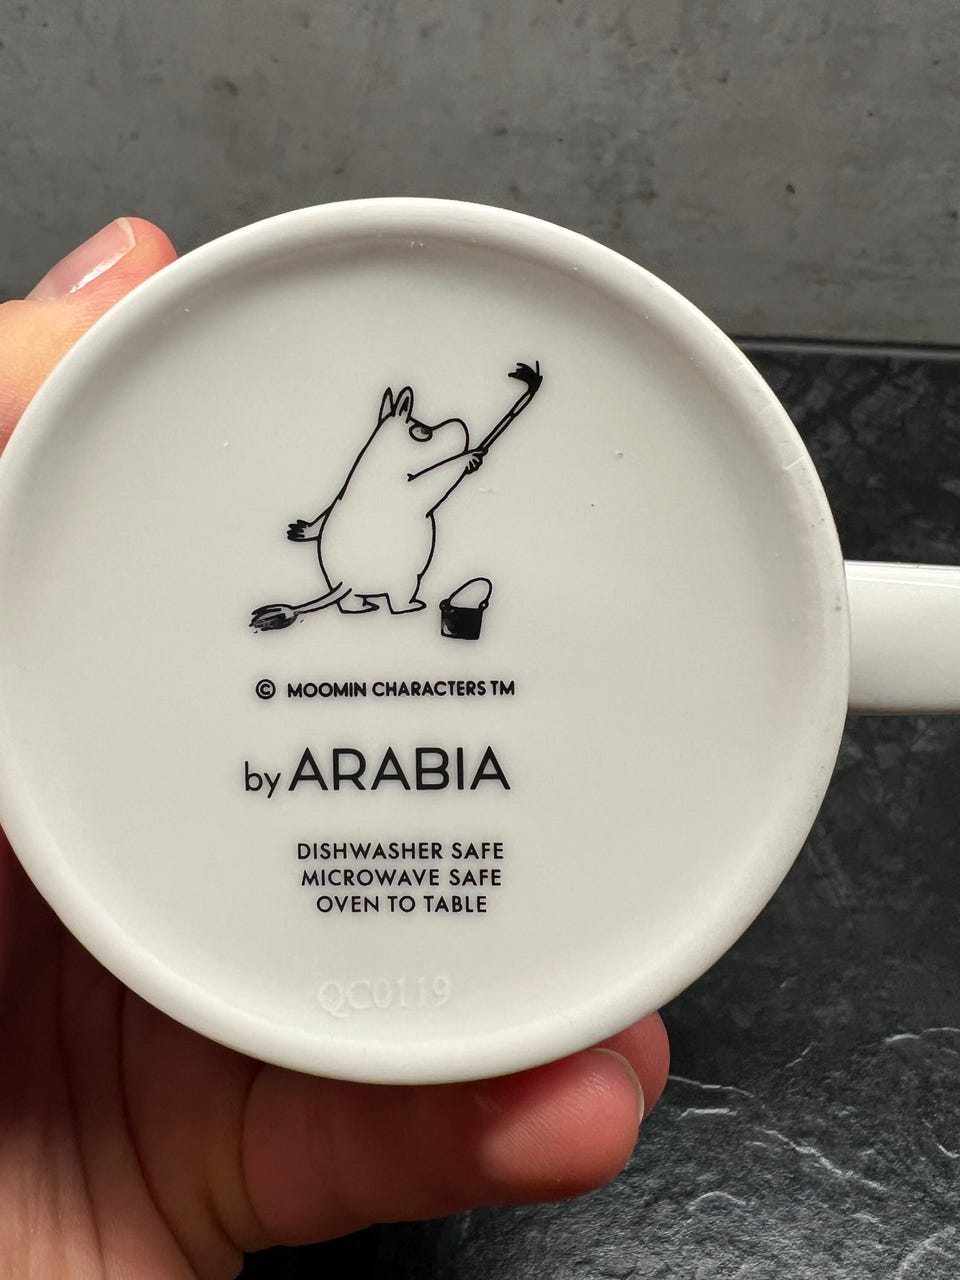 © MOOMIN CHARACTERS TM
by ARABIA
DISHWASHER SAFE
MICROWAVE SAFE
OVEN TO TABLE
QC0119